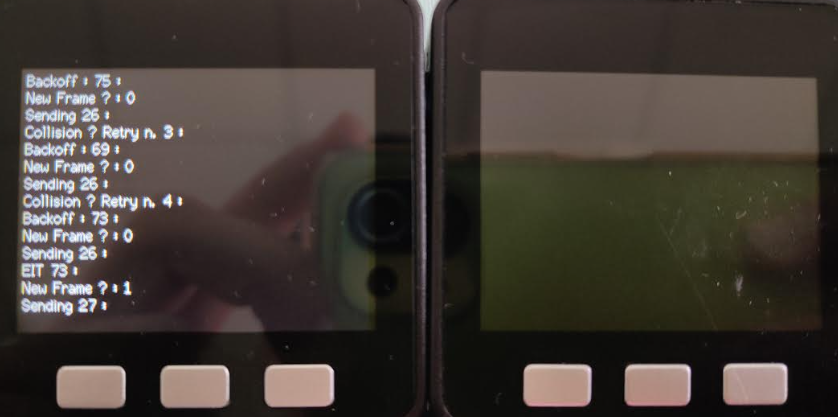 Backoff : 75 :
New Frame ? : 0
Sending 26 :
Collision ? Retry n. 3 :
Backoff : 69 :
New Frame ? : 0
Sending 26 :
Collision ? Retry n. 4 :
Backoff : 73 :
New Frame ? : 0
Sending 26 :
EIT 73 :
New Frame ? : 1
Sending 27 :